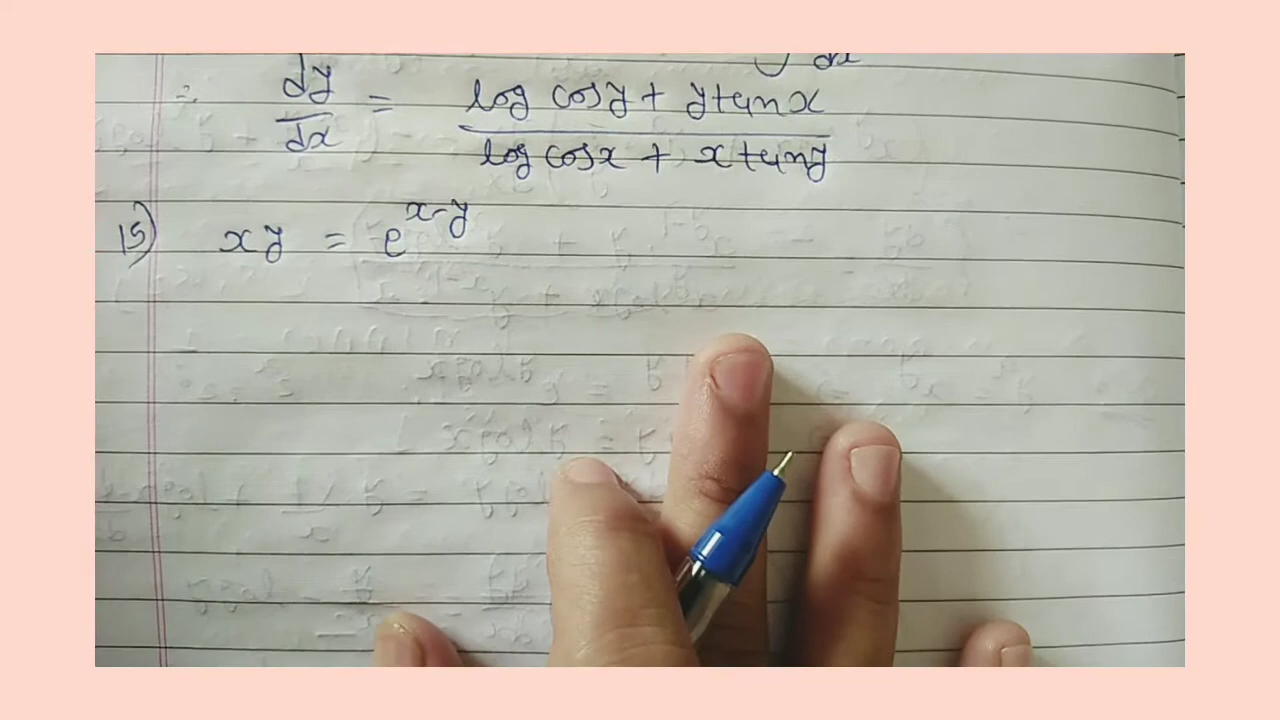 ∴ dy/dx = log cos y + y tan x / log cos x + x tan y
15) xy = e^(x-y)